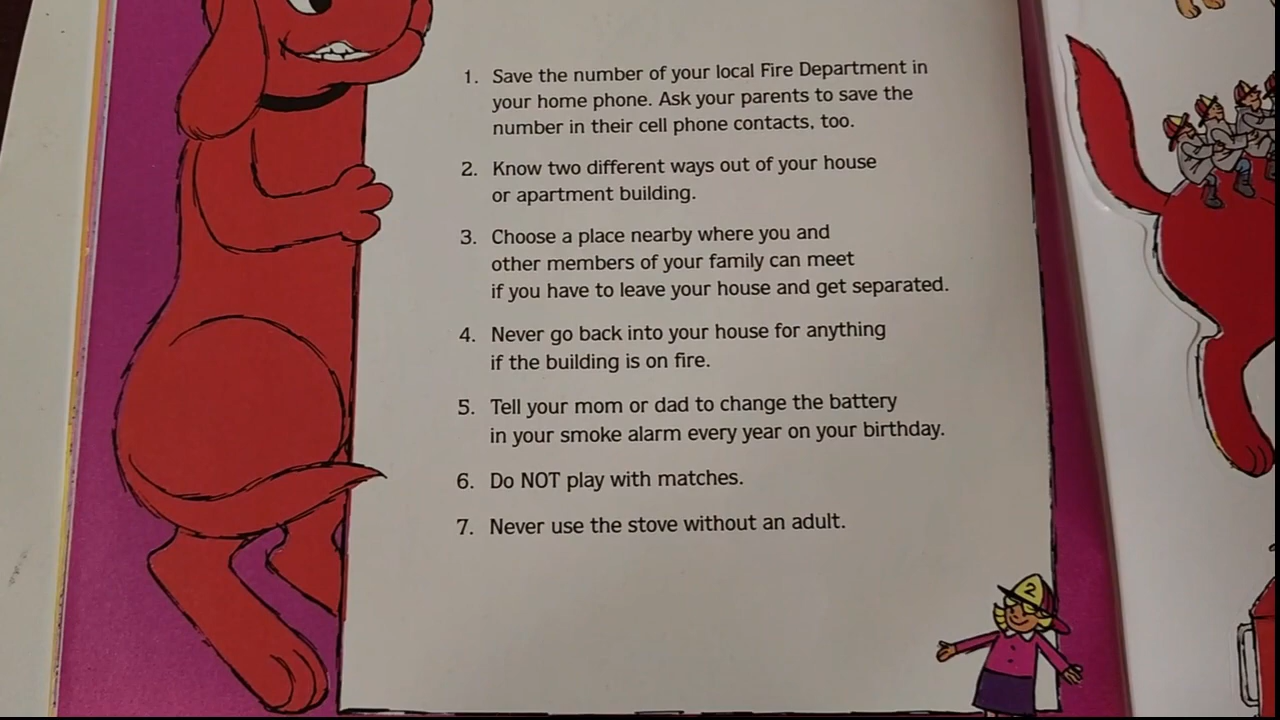 1. Save the number of your local Fire Department in
your home phone. Ask your parents to save the
number in their cell phone contacts, too.
2. Know two different ways out of your house
or apartment building.
3. Choose a place nearby where you and
other members of your family can meet
if you have to leave your house and get separated.
4. Never go back into your house for anything
if the building is on fire.
5. Tell your mom or dad to change the battery
in your smoke alarm every year on your birthday.
6. Do NOT play with matches.
7. Never use the stove without an adult.
2